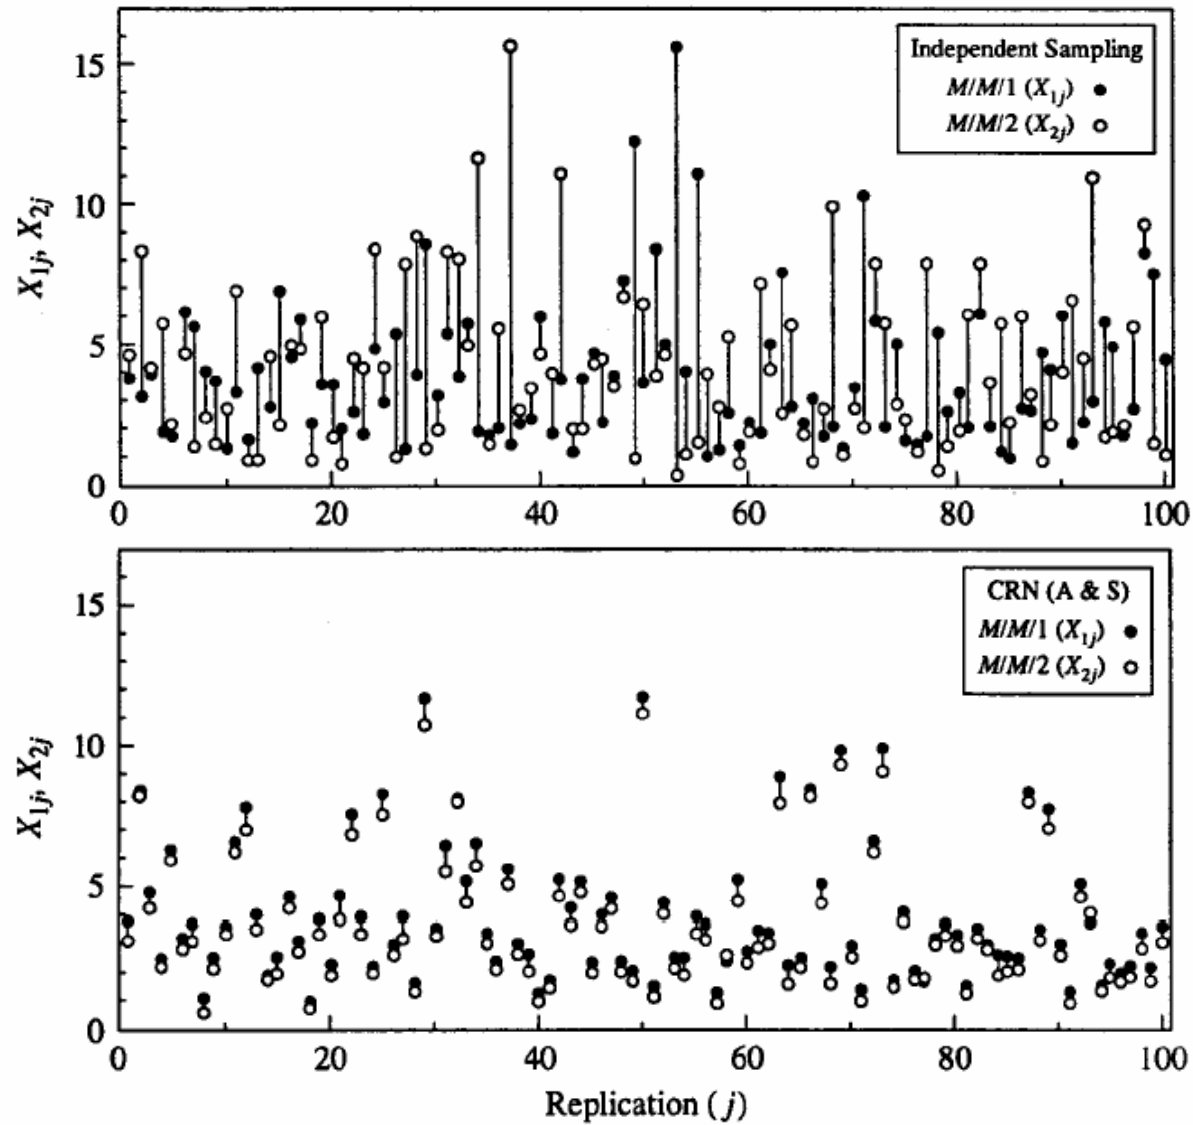 15
10
5
0
X1j, X2j
Independent Sampling
M/M/1 (X1j)
M/M/2 (X2j)
0 20 40 60 80 100
15
10
5
0
X1j, X2j
CRN (A & S)
M/M/1 (X1j)
M/M/2 (X2j)
0 20 40 60 80 100
Replication (j)